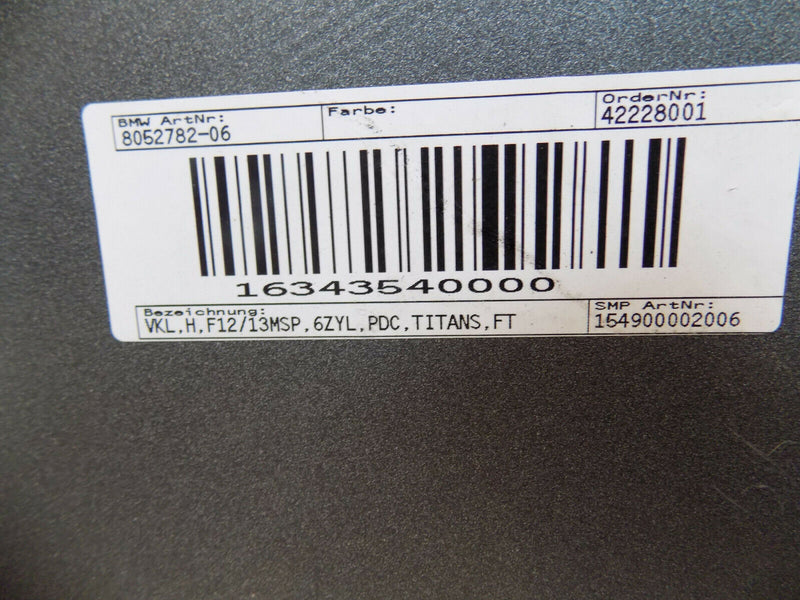 BMW ArtNr:
8052782-06
Farbe:
OrderNr:
42228001
16343540000
Bezeichnung:
VKL,H,F12/13MSP,6ZYL,PDC,TITANS,FT
SMP ArtNr:
154900002006